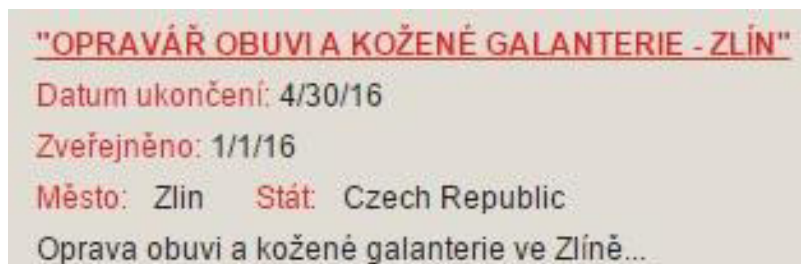 "OPRAVÁŘ OBUVI A KOŽENÉ GALANTERIE - ZLÍN"
Datum ukončení: 4/30/16
Zveřejněno: 1/1/16
Město: Zlin Stát: Czech Republic
Oprava obuvi a kožené galanterie ve Zlíně...